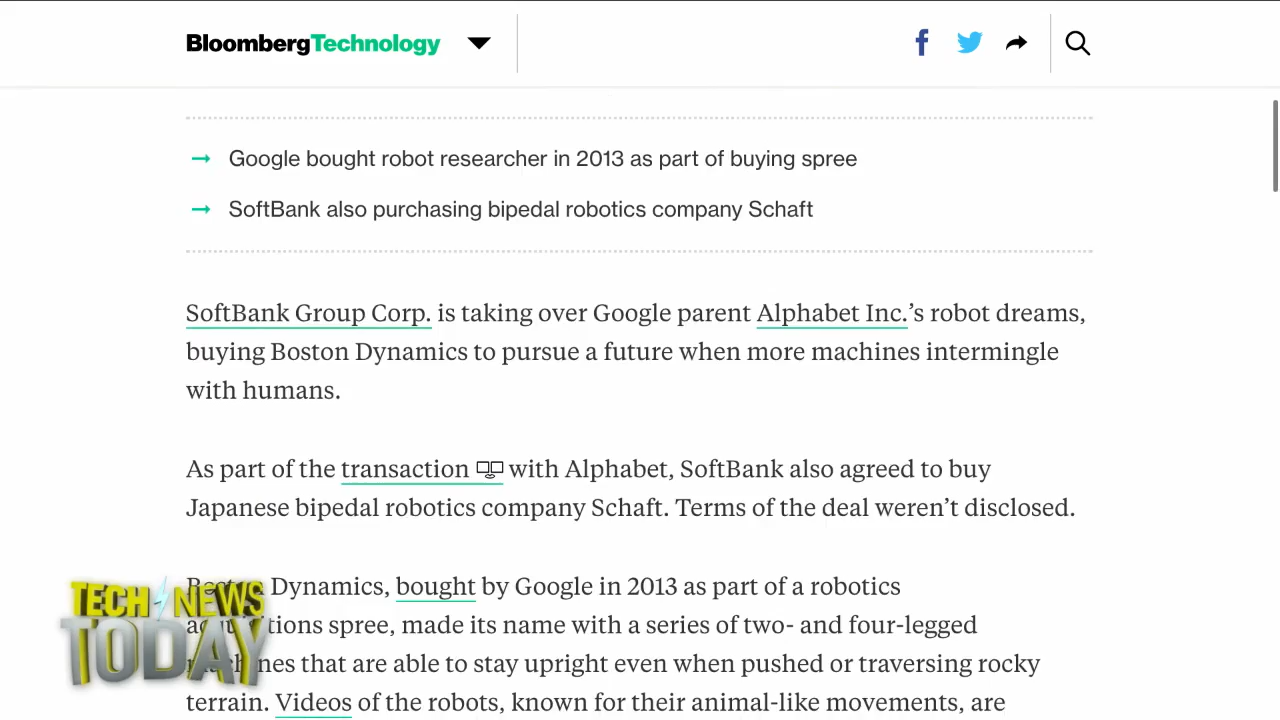 BloombergTechnology
Google bought robot researcher in 2013 as part of buying spree
SoftBank also purchasing bipedal robotics company Schaft
SoftBank Group Corp. is taking over Google parent Alphabet Inc.’s robot dreams,
buying Boston Dynamics to pursue a future when more machines intermingle
with humans.
As part of the transaction with Alphabet, SoftBank also agreed to buy
Japanese bipedal robotics company Schaft. Terms of the deal weren’t disclosed.
Boston Dynamics, bought by Google in 2013 as part of a robotics
acquisitions spree, made its name with a series of two- and four-legged
machines that are able to stay upright even when pushed or traversing rocky
terrain. Videos of the robots, known for their animal-like movements, are
TECH NEWS
TODAY